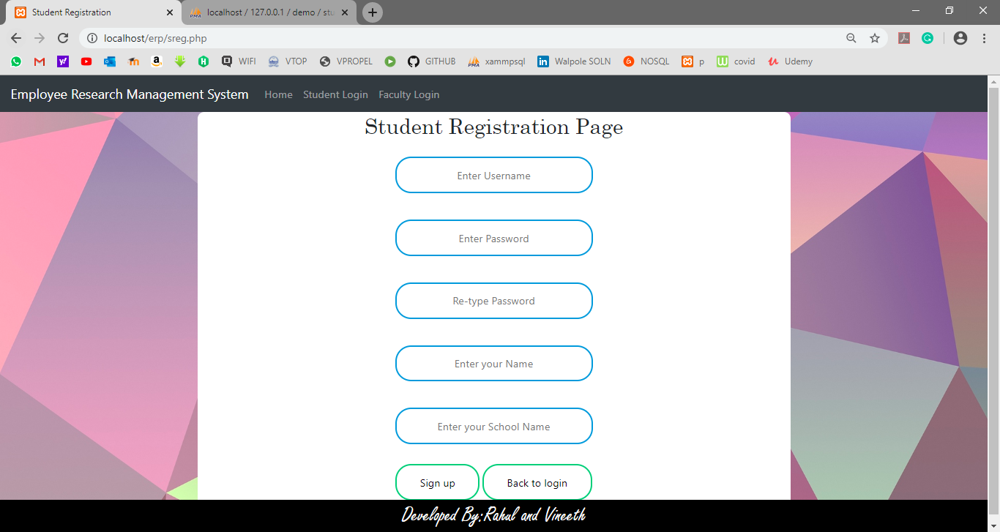 Student Registration
localhost / 127.0.0.1 / demo / stu
localhost/erp/sreg.php
WIFI VTOP VPROPEL GITHUB xammpsql Walpole SOLN NOSQL p covid Udemy
Employee Research Management System Home Student Login Faculty Login
Student Registration Page
Enter Username
Enter Password
Re-type Password
Enter your Name
Enter your School Name
Sign up Back to login
Developed By:Rahul and Vineeth